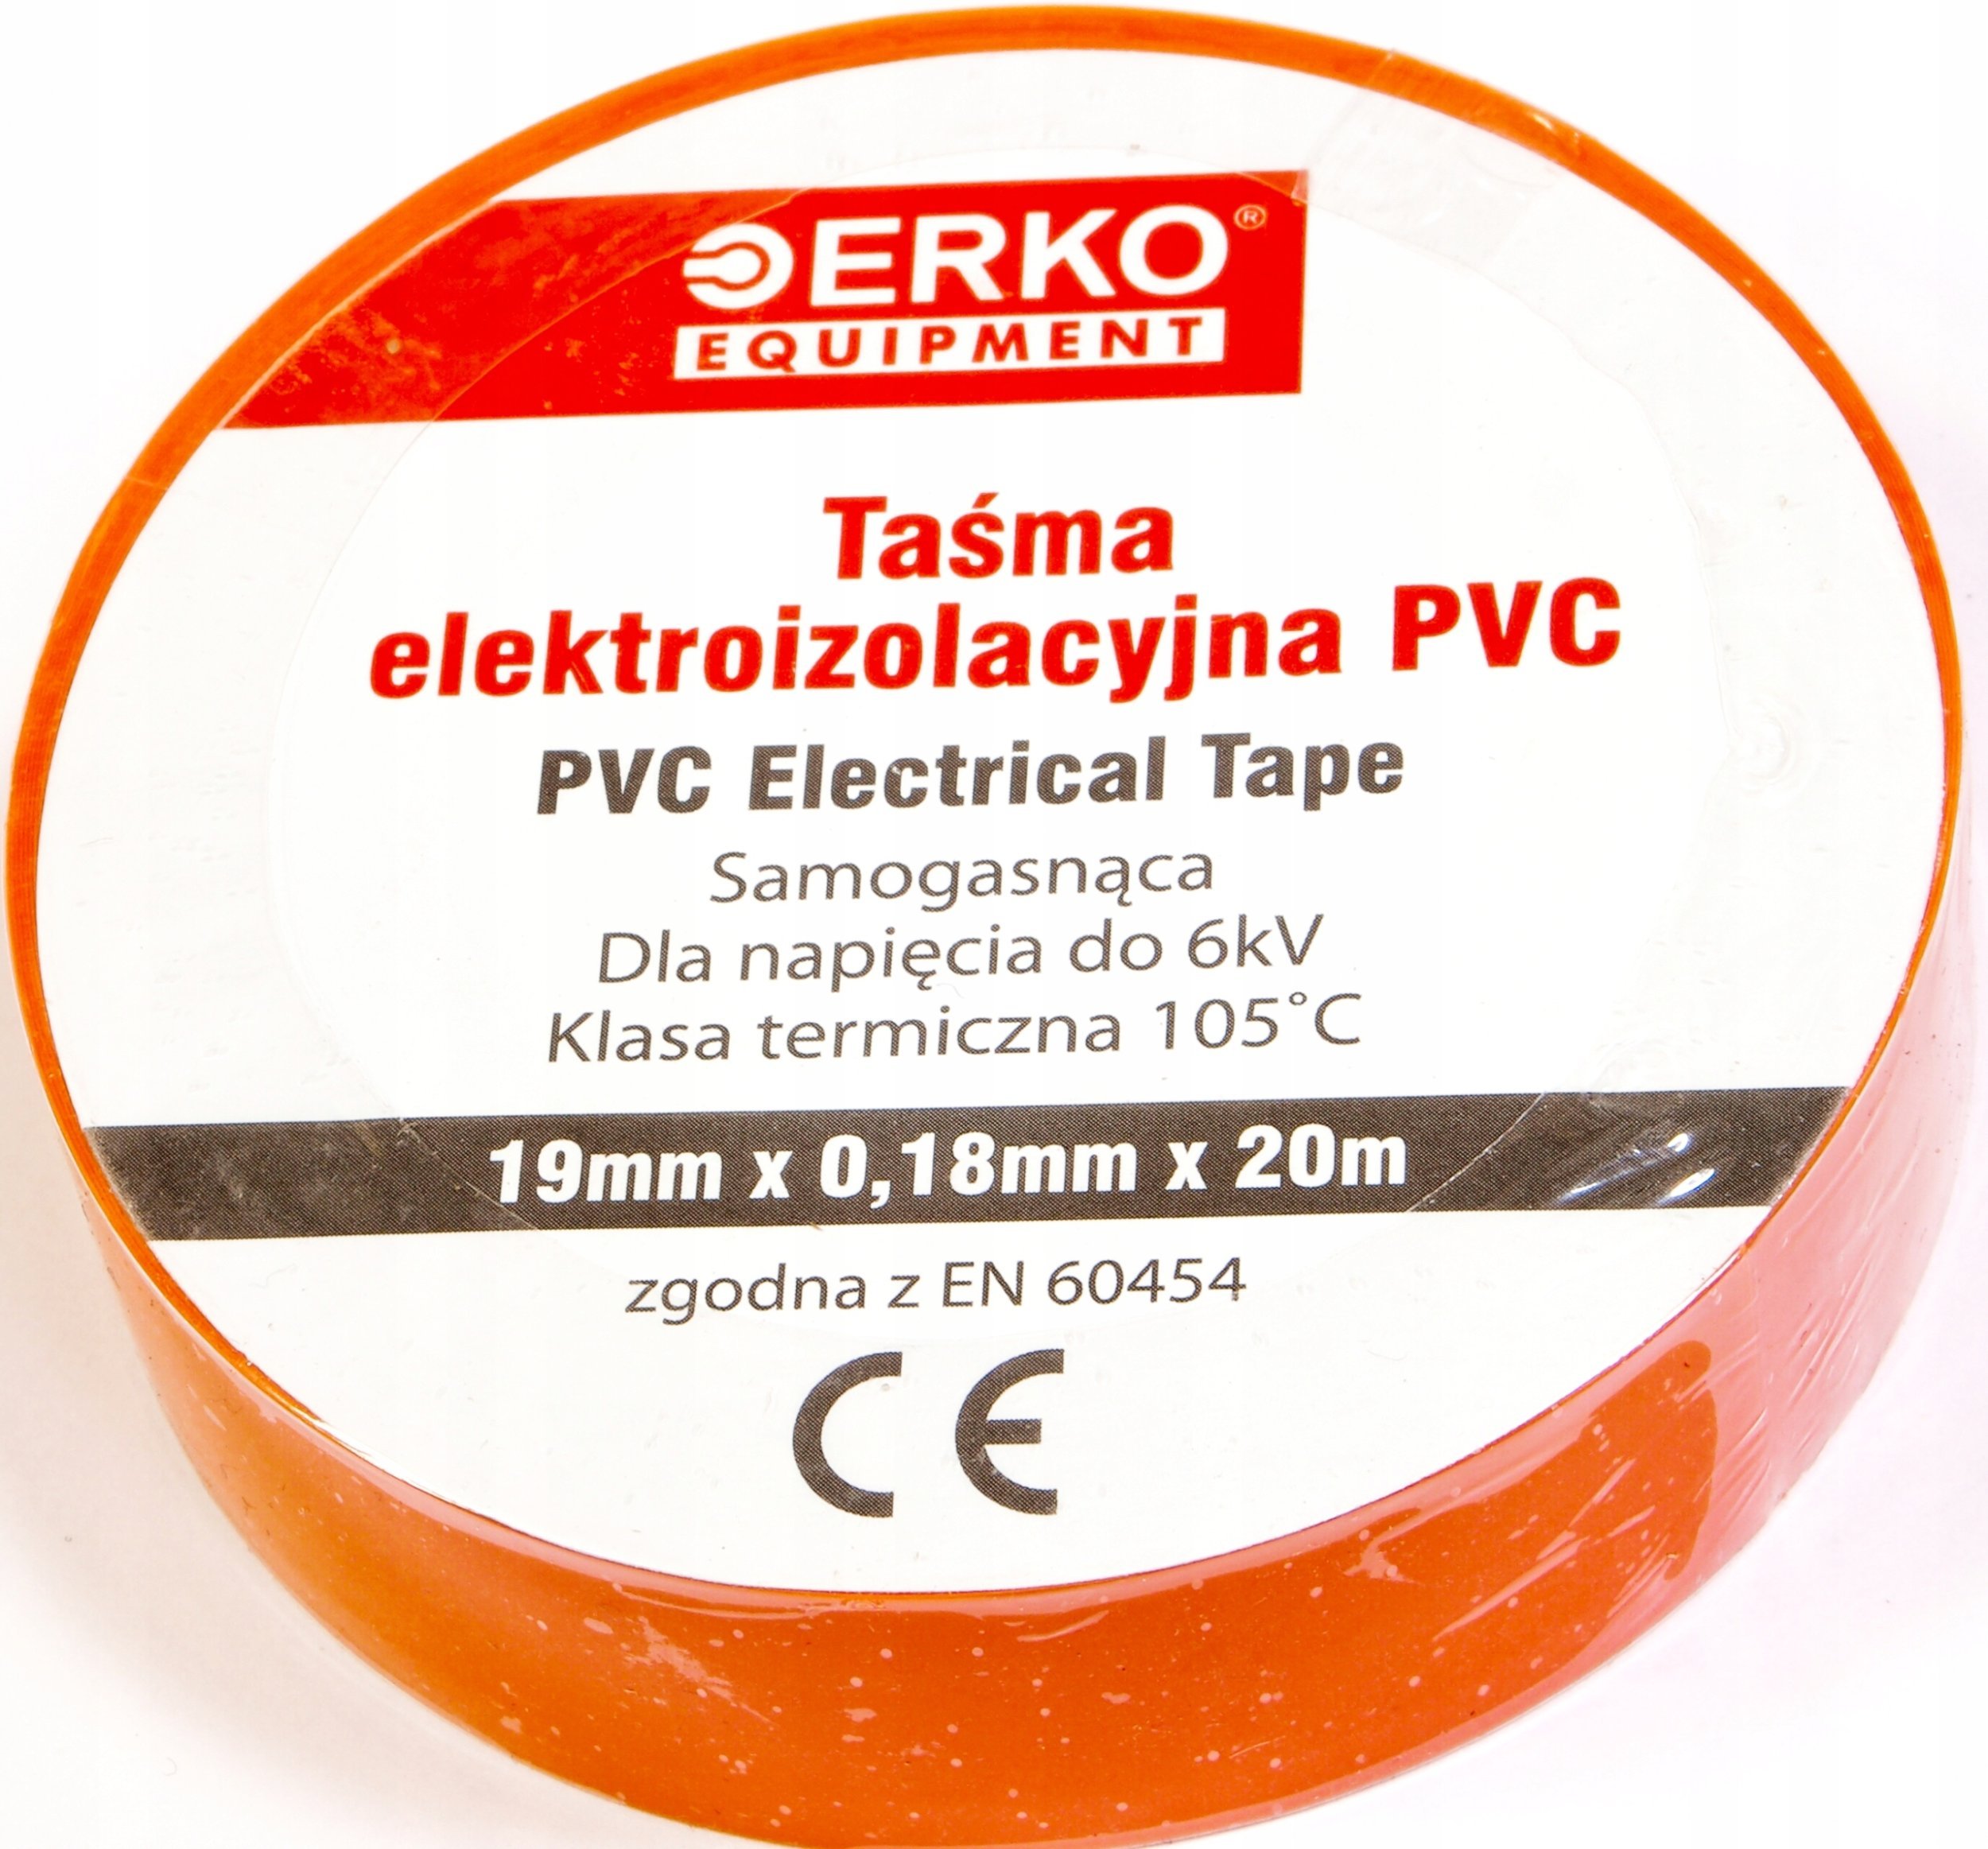 ERKO®
EQUIPMENT
Taśma
elektroizolacyjna PVC
PVC Electrical Tape
Samogasnąca
Dla napięcia do 6kV
Klasa termiczna 105°C
19mm x 0,18mm x 20m
zgodna z EN 60454
CE